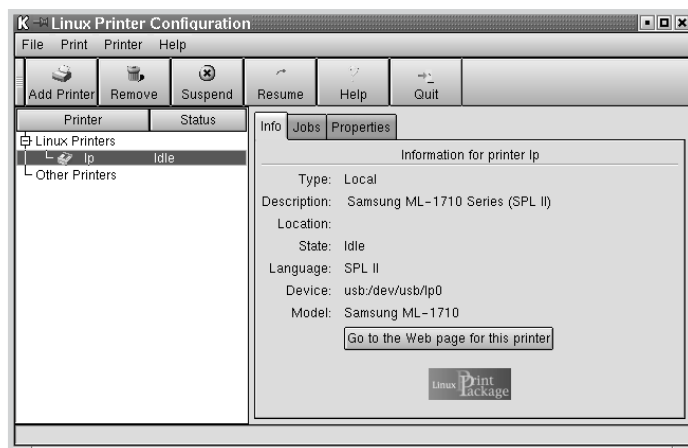 K Linux Printer Configuration
File Print Printer Help
Add Printer Remove Suspend Resume Help Quit
Printer Status
Info Jobs Properties
Linux Printers
lp Idle
Other Printers
Information for printer lp
Type: Local
Description: Samsung ML-1710 Series (SPL II)
Location:
State: Idle
Language: SPL II
Device: usb:/dev/usb/lp0
Model: Samsung ML-1710
Go to the Web page for this printer
Linux Print Package